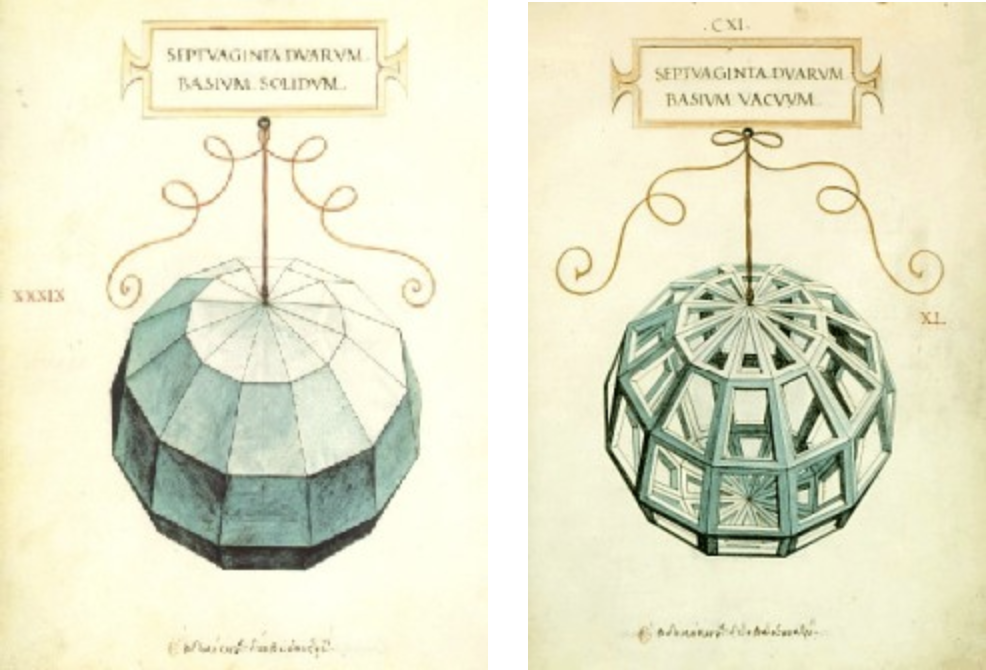 SEPTVAGINTA.DVARVM.
BASIVM. SOLIDVM.
XXXIX
.CXI.
SEPTVAGINTA.DVARVM
BASIVM VACVVM.
XL.